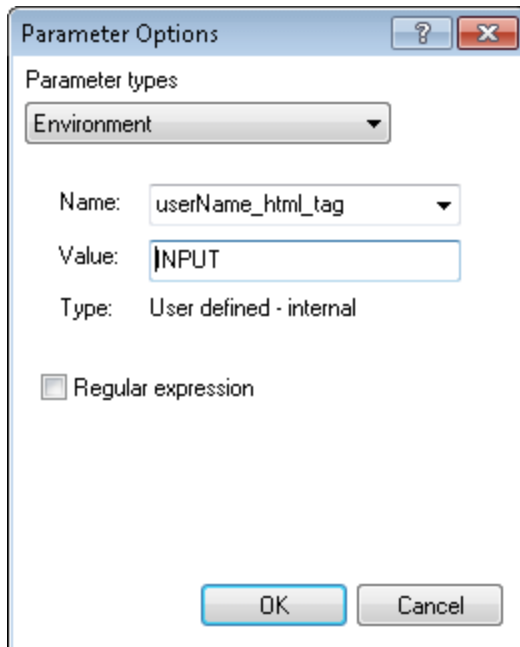 Parameter Options
Parameter types
Environment
Name: userName_html_tag
Value: INPUT
Type: User defined - internal
Regular expression
OK Cancel